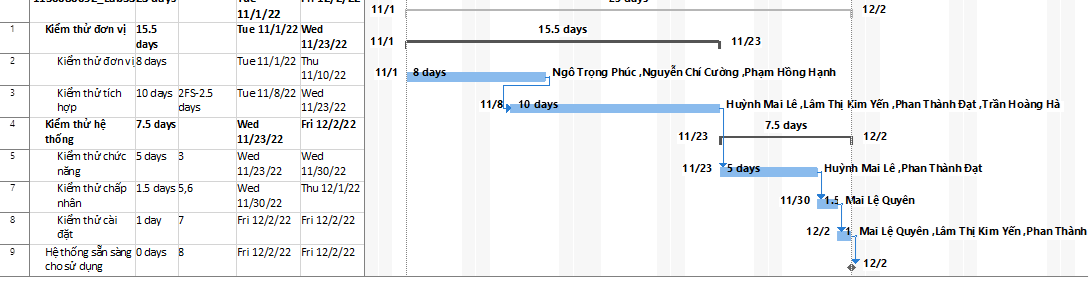 Tue Fri 12/2/22
11/1/22
11/1 12/2
1 Kiểm thử đơn vị 15.5 days Tue 11/1/22 Wed 11/23/22
11/1 15.5 days 11/23
2 Kiểm thử đơn vị 8 days Tue 11/1/22 Thu 11/10/22
11/1 8 days Ngô Trọng Phúc ,Nguyễn Chí Cường ,Phạm Hồng Hạnh
3 Kiểm thử tích hợp 10 days 2FS-2.5 days Tue 11/8/22 Wed 11/23/22
11/8 10 days Huỳnh Mai Lê ,Lâm Thị Kim Yến ,Phan Thành Đạt ,Trần Hoàng Hà
4 Kiểm thử hệ thống 7.5 days Wed 11/23/22 Fri 12/2/22
11/23 7.5 days 12/2
5 Kiểm thử chức năng 5 days 3 Wed 11/23/22 Wed 11/30/22
11/23 5 days Huỳnh Mai Lê ,Phan Thành Đạt
7 Kiểm thử chấp nhân 1.5 days 5,6 Wed 11/30/22 Thu 12/1/22
11/30 1.5 Mai Lệ Quyên
8 Kiểm thử cài đặt 1 day 7 Fri 12/2/22 Fri 12/2/22
12/2 1 Mai Lệ Quyên ,Lâm Thị Kim Yến ,Phan Thành
9 Hệ thống sẵn sàng cho sử dụng 0 days 8 Fri 12/2/22 Fri 12/2/22
12/2